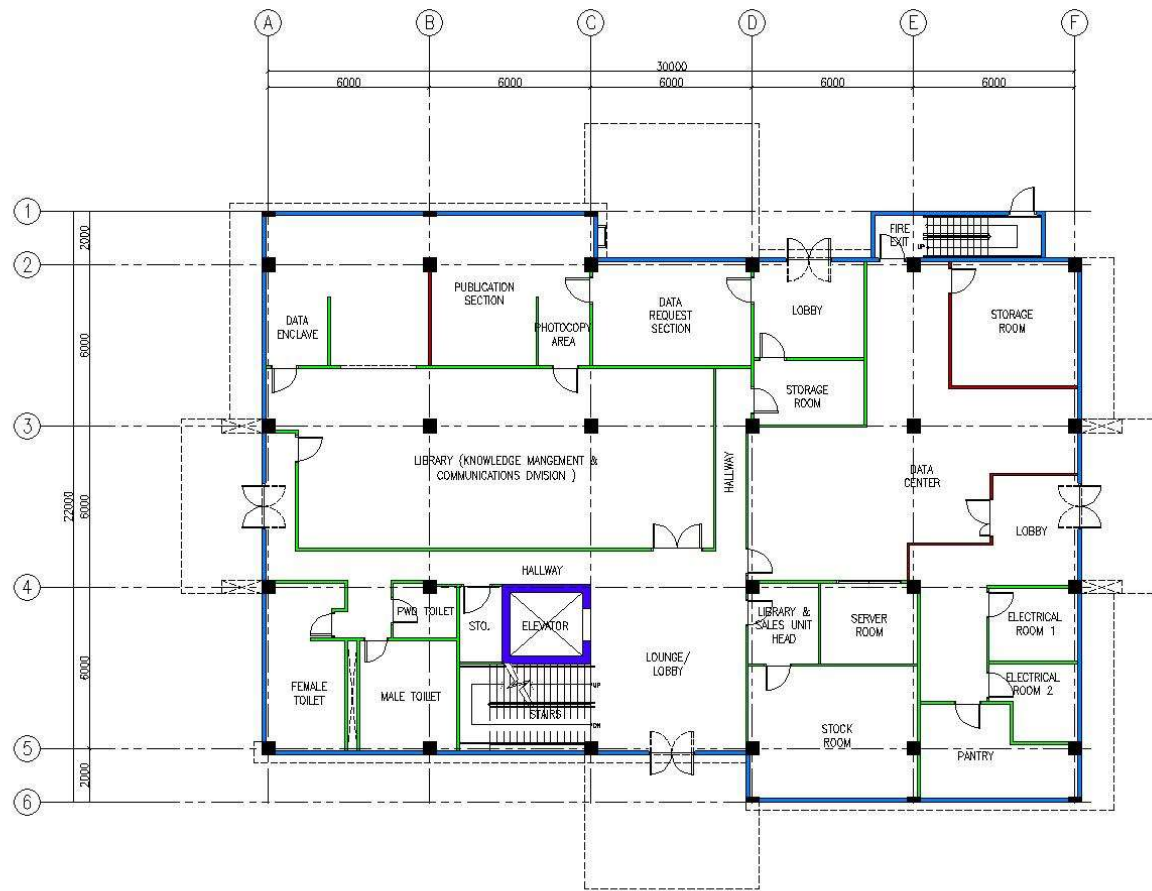 A B C D E F
30000
6000 6000 6000 6000 6000
1
2000
FIRE
EXIT
UP
2
PUBLICATION
SECTION
DATA
REQUEST
SECTION
LOBBY
STORAGE
ROOM
DATA
ENCLAVE
PHOTOCOPY
AREA
6000
STORAGE
ROOM
3
LIBRARY (KNOWLEDGE MANGEMENT &
COMMUNICATIONS DIVISION )
HALLWAY
DATA
CENTER
22000
6000
LOBBY
HALLWAY
4
PWD TOILET
STO.
ELEVATOR
LIBRARY &
SALES UNIT
HEAD
SERVER
ROOM
ELECTRICAL
ROOM 1
6000
LOUNGE/
LOBBY
FEMALE
TOILET
MALE TOILET
UP
ELECTRICAL
ROOM 2
STAIRS
DN
STOCK
ROOM
5
PANTRY
2000
6